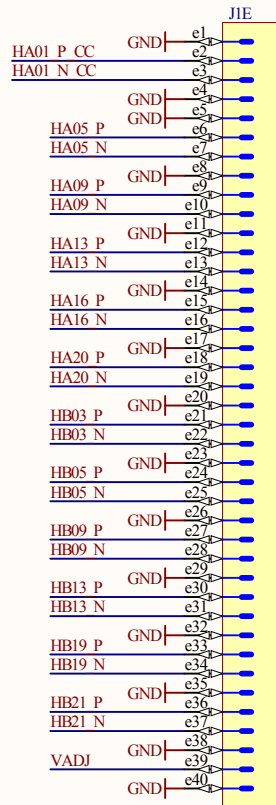 J1E
GND e1
HA01_P_CC e2
HA01_N_CC e3
GND e4
GND e5
HA05_P e6
HA05_N e7
GND e8
HA09_P e9
HA09_N e10
GND e11
HA13_P e12
HA13_N e13
GND e14
HA16_P e15
HA16_N e16
GND e17
HA20_P e18
HA20_N e19
GND e20
HB03_P e21
HB03_N e22
GND e23
HB05_P e24
HB05_N e25
GND e26
HB09_P e27
HB09_N e28
GND e29
HB13_P e30
HB13_N e31
GND e32
HB19_P e33
HB19_N e34
GND e35
HB21_P e36
HB21_N e37
GND e38
VADJ e39
GND e40